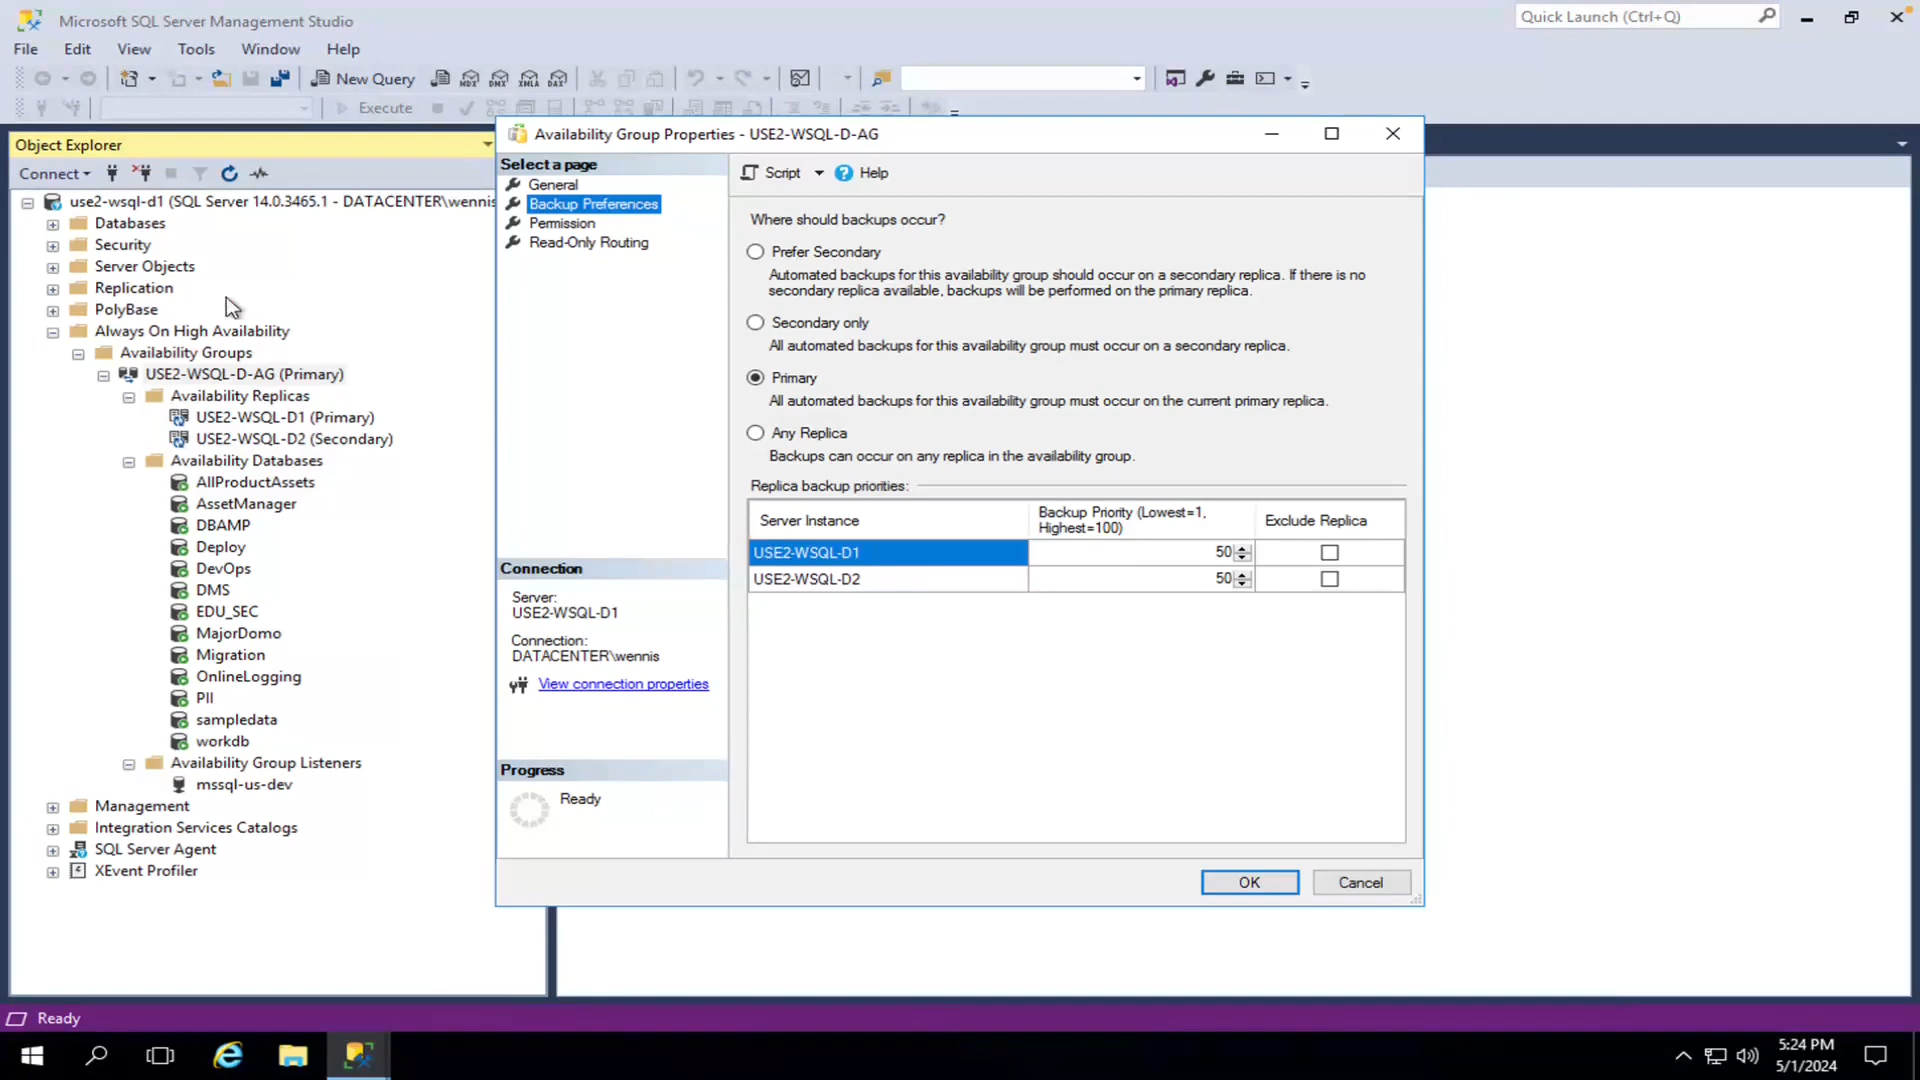 Microsoft SQL Server Management Studio
Quick Launch (Ctrl+Q)
File Edit View Tools Window Help
New Query
MDX DMX XMLA DAX
Execute
Object Explorer
Connect
use2-wsql-d1 (SQL Server 14.0.3465.1 - DATACENTER\wennis
Databases
Security
Server Objects
Replication
PolyBase
Always On High Availability
Availability Groups
USE2-WSQL-D-AG (Primary)
Availability Replicas
USE2-WSQL-D1 (Primary)
USE2-WSQL-D2 (Secondary)
Availability Databases
AllProductAssets
AssetManager
DBAMP
Deploy
DevOps
DMS
EDU_SEC
MajorDomo
Migration
OnlineLogging
PII
sampledata
workdb
Availability Group Listeners
mssql-us-dev
Management
Integration Services Catalogs
SQL Server Agent
XEvent Profiler
Availability Group Properties - USE2-WSQL-D-AG
Select a page
General
Backup Preferences
Permission
Read-Only Routing
Connection
Server:
USE2-WSQL-D1
Connection:
DATACENTER\wennis
View connection properties
Progress
Ready
Script Help
Where should backups occur?
Prefer Secondary
Automated backups for this availability group should occur on a secondary replica. If there is no
secondary replica available, backups will be performed on the primary replica.
Secondary only
All automated backups for this availability group must occur on a secondary replica.
Primary
All automated backups for this availability group must occur on the current primary replica.
Any Replica
Backups can occur on any replica in the availability group.
Replica backup priorities:
Server Instance
Backup Priority (Lowest=1,
Highest=100)
Exclude Replica
USE2-WSQL-D1 50
USE2-WSQL-D2 50
OK Cancel
Ready
5:24 PM
5/1/2024